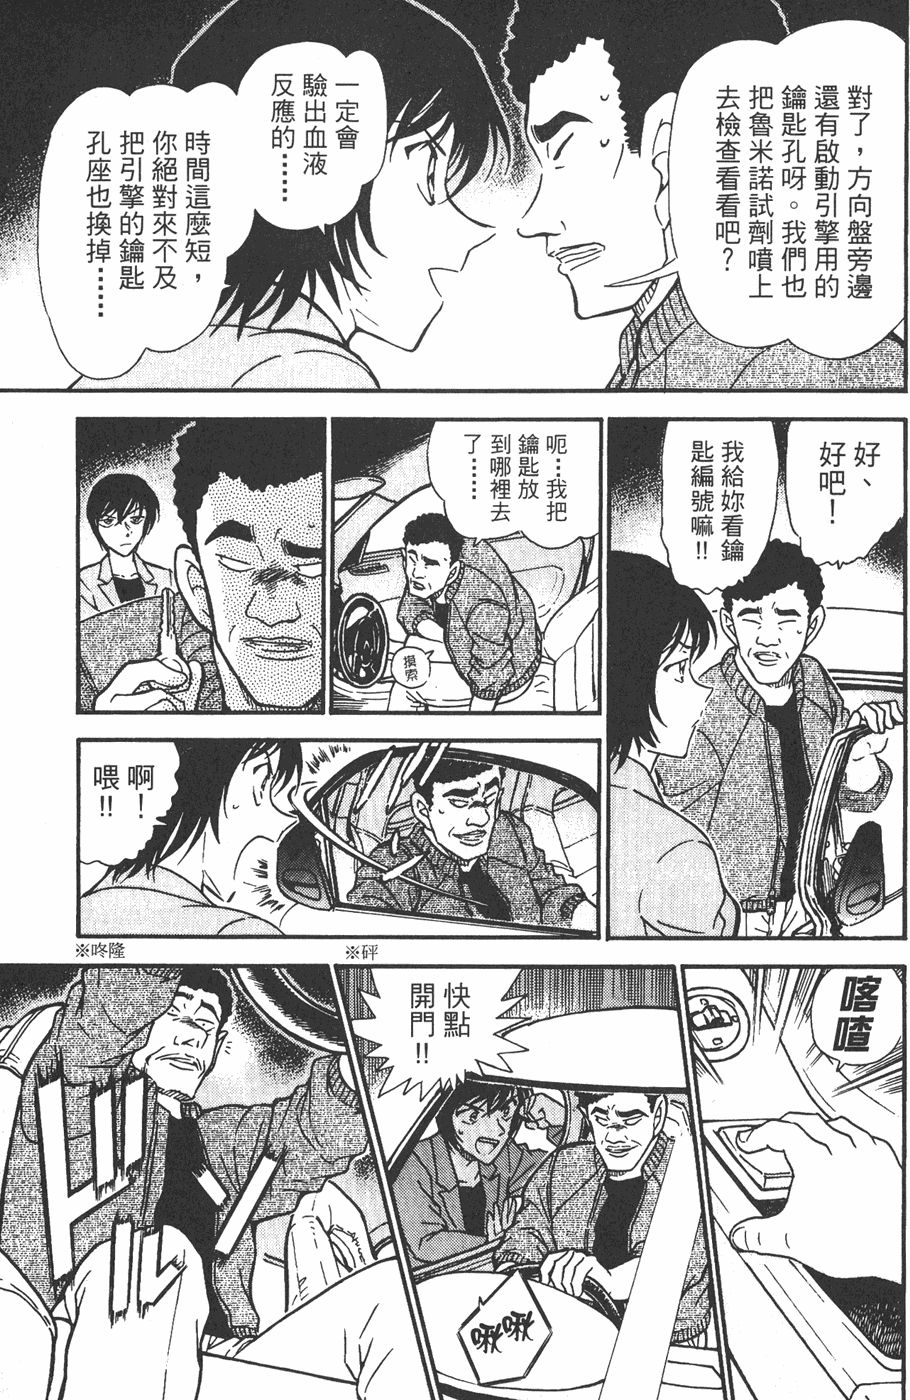 對了，方向盤旁邊
還有啟動引擎用的
鑰匙孔呀。我們也
把魯米諾試劑噴上
去檢查看看吧？
一定會
驗出血液
反應的……
時間這麼短，
你絕對來不及
把引擎的鑰匙
孔座也換掉……
好、
好吧！
我給妳看鑰
匙編號嘛!!
呃…我把
鑰匙放
到哪裡去
了……
摸索
啊！
喂!!
※砰
※咚隆
喀喳
快點
開門!!
啾啾